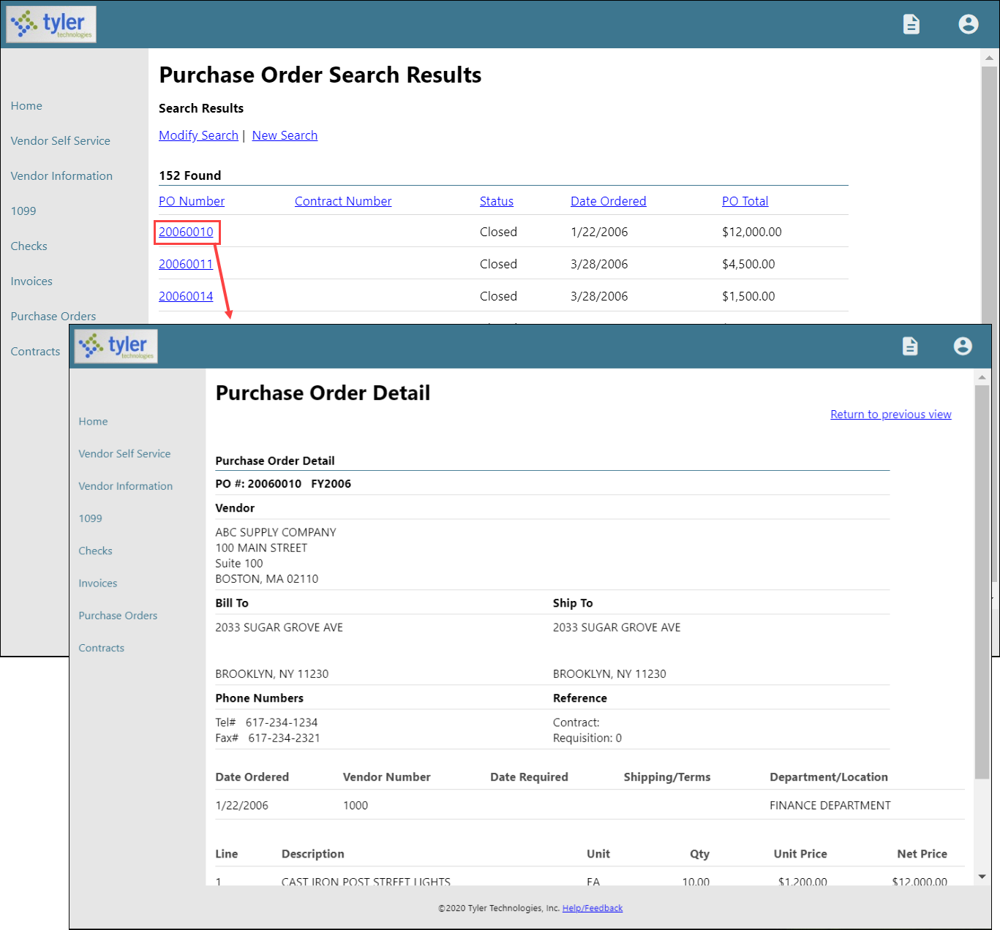 tyler
technologies
Purchase Order Search Results
Home
Search Results
Vendor Self Service
Modify Search | New Search
Vendor Information
152 Found
PO Number Contract Number Status Date Ordered PO Total
1099
20060010 Closed 1/22/2006 $12,000.00
Checks
20060011 Closed 3/28/2006 $4,500.00
Invoices
20060014 Closed 3/28/2006 $1,500.00
Purchase Orders
Contracts
tyler
technologies
Purchase Order Detail
Return to previous view
Home
Vendor Self Service
Vendor Information
1099
Checks
Invoices
Purchase Orders
Contracts
Purchase Order Detail
PO #: 20060010 FY2006
Vendor
ABC SUPPLY COMPANY
100 MAIN STREET
Suite 100
BOSTON, MA 02110
Bill To Ship To
2033 SUGAR GROVE AVE 2033 SUGAR GROVE AVE
BROOKLYN, NY 11230 BROOKLYN, NY 11230
Phone Numbers Reference
Tel# 617-234-1234 Contract:
Fax# 617-234-2321 Requisition: 0
Date Ordered Vendor Number Date Required Shipping/Terms Department/Location
1/22/2006 1000 FINANCE DEPARTMENT
Line Description Unit Qty Unit Price Net Price
1 CAST IRON POST STREET LIGHTS EA 10.00 $1,200.00 $12,000.00
©2020 Tyler Technologies, Inc. Help/Feedback